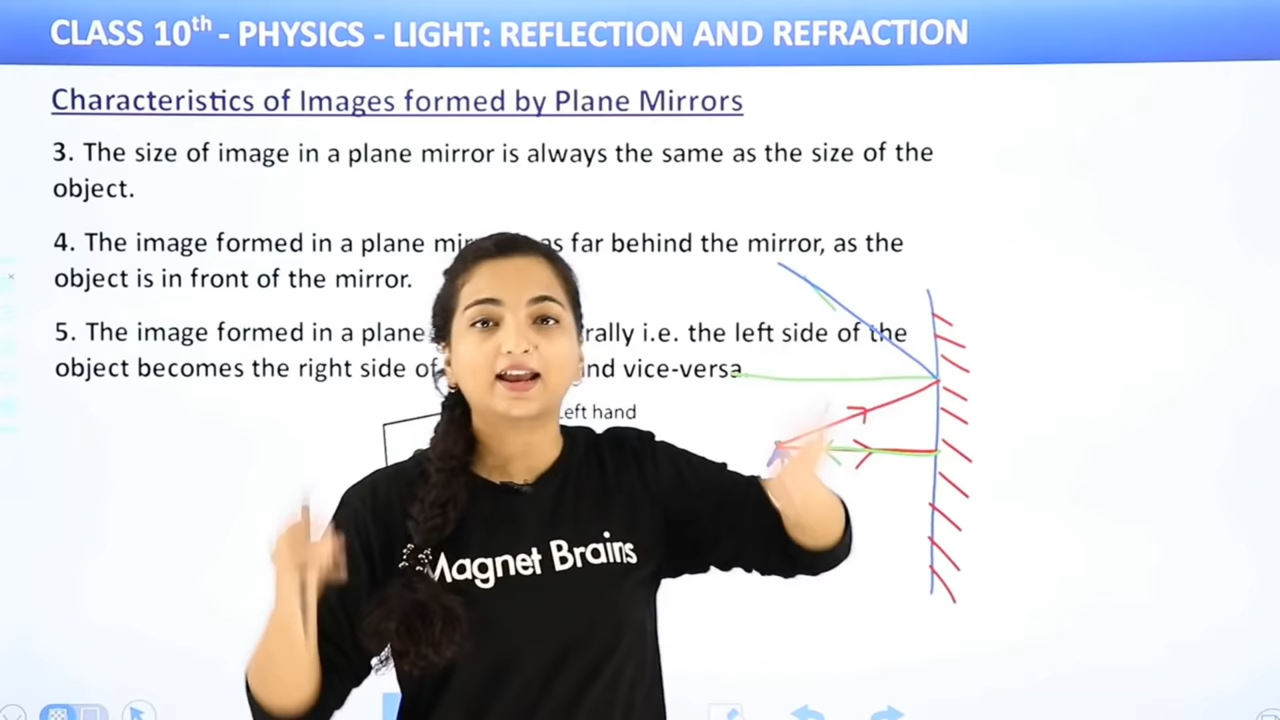 CLASS 10th - PHYSICS - LIGHT: REFLECTION AND REFRACTION
Characteristics of Images formed by Plane Mirrors
3. The size of image in a plane mirror is always the same as the size of the
object.
4. The image formed in a plane as far behind the mirror, as the
object is in front of the mirror.
5. The image formed in a plane i.e. the left side of the
object becomes the right side of and vice-versa
Left hand
Magnet Brains